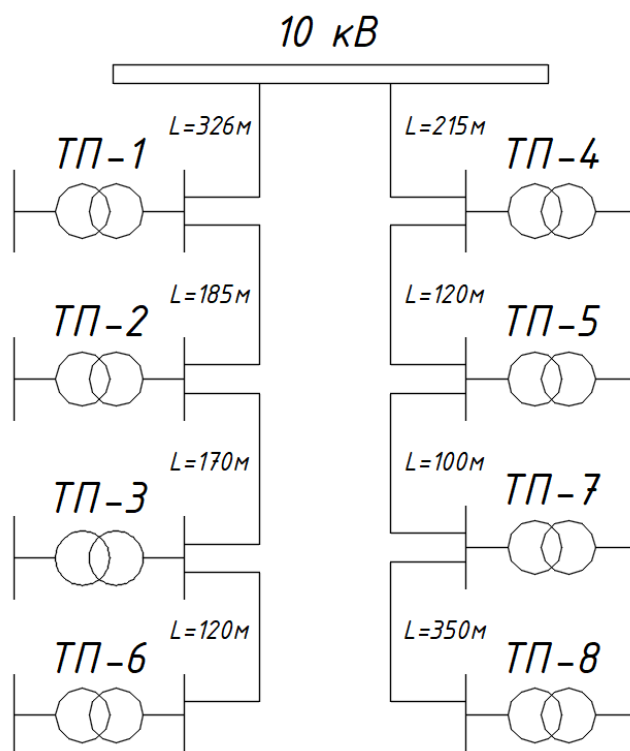 10 кВ
L=326м
L=215м
ТП-1
ТП-4
L=185м
L=120м
ТП-2
ТП-5
L=170м
L=100м
ТП-3
ТП-7
L=120м
L=350м
ТП-6
ТП-8